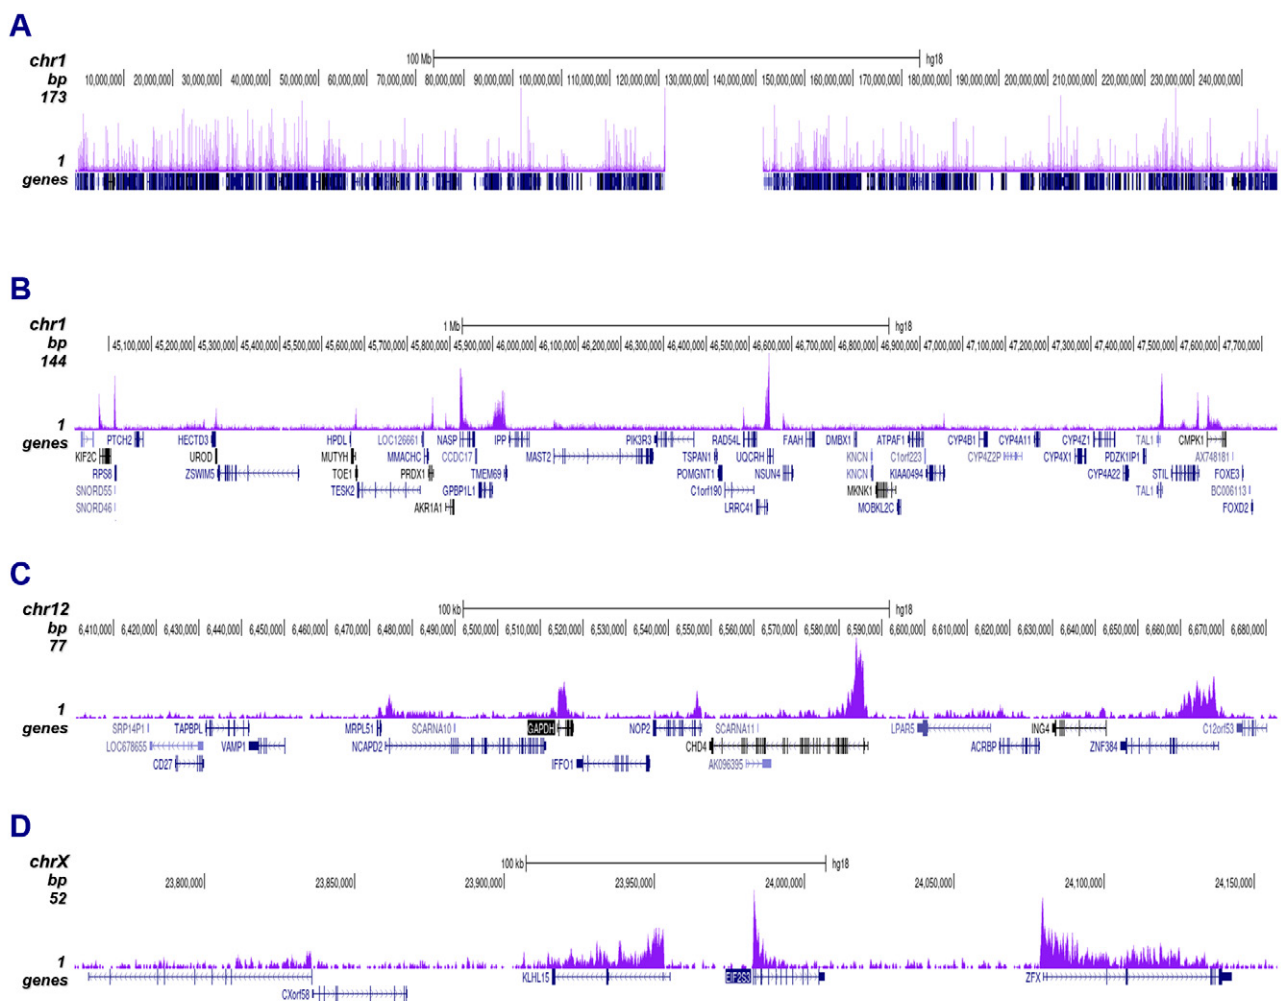 A
100 Mb hg18
chr1
bp 10,000,000 20,000,000 30,000,000 40,000,000 50,000,000 60,000,000 70,000,000 80,000,000 90,000,000 100,000,000 110,000,000 120,000,000 130,000,000 140,000,000 150,000,000 160,000,000 170,000,000 180,000,000 190,000,000 200,000,000 210,000,000 220,000,000 230,000,000 240,000,000
173
1
genes
B
chr1 1 Mb hg18
bp 45,100,000 45,200,000 45,300,000 45,400,000 45,500,000 45,600,000 45,700,000 45,800,000 45,900,000 46,000,000 46,100,000 46,200,000 46,300,000 46,400,000 46,500,000 46,600,000 46,700,000 46,800,000 46,900,000 47,000,000 47,100,000 47,200,000 47,300,000 47,400,000 47,500,000 47,600,000 47,700,000
144
1
genes PTCH2 HECTD3 HPDL LOC126661 NASP IPP PIK3R3 RAD54L FAAH DMBX1 ATPAF1 CYP4B1 CYP4A11 CYP4Z1 TAL1 CMPK1
KIF2C UROD MUTYH MMACHC CCDC17 MAST2 TSPAN1 UQCRH KNCN C1orf223 CYP4Z2P CYP4X1 PDZK1IP1 AX748181
RPS8 ZSWIM5 TOE1 PRDX1 TMEM69 POMGNT1 NSUN4 KNCN KIAA0494 CYP4A22 STIL FOXE3
SNORD55 TESK2 GPBP1L1 C1orf190 MKNK1 TAL1 BC006113
SNORD46 AKR1A1 LRRC41 MOBKL2C FOXD2
C
chr12 100 kb hg18
bp 6,410,000 6,420,000 6,430,000 6,440,000 6,450,000 6,460,000 6,470,000 6,480,000 6,490,000 6,500,000 6,510,000 6,520,000 6,530,000 6,540,000 6,550,000 6,560,000 6,570,000 6,580,000 6,590,000 6,600,000 6,610,000 6,620,000 6,630,000 6,640,000 6,650,000 6,660,000 6,670,000 6,680,000
77
1
genes SRP14P1 TAPBPL MRPL51 SCARNA10 GAPDH NOP2 SCARNA11 LPAR5 ING4 C12orf53
LOC678655 VAMP1 NCAPD2 CHD4 ACRBP ZNF384
CD27 IFFO1 AK096395
D
chrX 100 kb hg18
bp 23,800,000 23,850,000 23,900,000 23,950,000 24,000,000 24,050,000 24,100,000 24,150,000
52
1
genes KLHL15 EIF2S3 ZFX
CXorf58